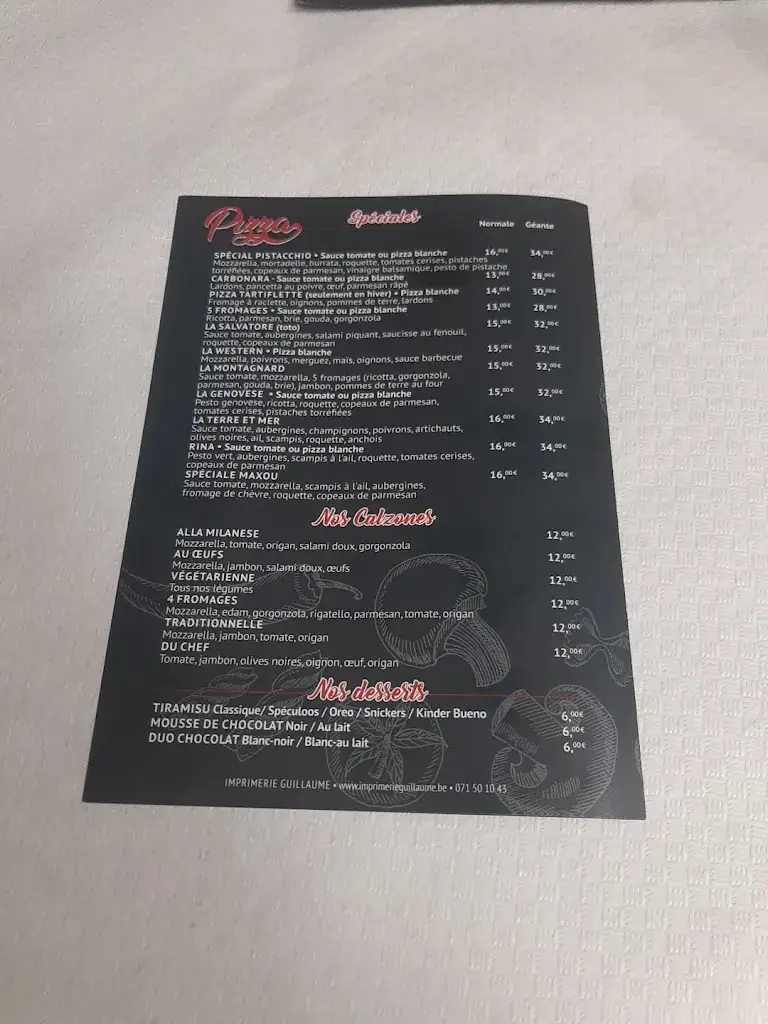 Pizza Spéciales Normale Géante
SPÉCIAL PISTACCHIO • Sauce tomate ou pizza blanche 16,00€ 34,00€
Mozzarella, mortadelle, burrata, roquette, tomates cerises, pistaches
torréfiées, copeaux de parmesan, vinaigre balsamique, pesto de pistache
CARBONARA - Sauce tomate ou pizza blanche 13,00€ 28,00€
Lardons, pancetta au poivre, œuf, parmesan râpé
PIZZA TARTIFLETTE (seulement en hiver) • Pizza blanche 14,00€ 30,00€
Fromage à raclette, oignons, pommes de terre, lardons
5 FROMAGES • Sauce tomate ou pizza blanche 13,00€ 28,00€
Ricotta, parmesan, brie, gouda, gorgonzola
LA SALVATORE (toto) 15,00€ 32,00€
Sauce tomate, aubergines, salami piquant, saucisse au fenouil,
roquette, copeaux de parmesan
LA WESTERN • Pizza blanche 15,00€ 32,00€
Mozzarella, poivrons, merguez, maïs, oignons, sauce barbecue
LA MONTAGNARD 15,00€ 32,00€
Sauce tomate, mozzarella, 5 fromages (ricotta, gorgonzola,
parmesan, gouda, brie), jambon, pommes de terre au four
LA GENOVESE • Sauce tomate ou pizza blanche 15,00€ 32,00€
Pesto genovese, ricotta, roquette, copeaux de parmesan,
tomates cerises, pistaches torréfiées
LA TERRE ET MER 16,00€ 34,00€
Sauce tomate, aubergines, champignons, poivrons, artichauts,
olives noires, ail, scampis, roquette, anchois
RINA • Sauce tomate ou pizza blanche 16,00€ 34,00€
Pesto vert, aubergines, scampis à l'ail, roquette, tomates cerises,
copeaux de parmesan
SPÉCIALE MAXOU 16,00€ 34,00€
Sauce tomate, mozzarella, scampis à l'ail, aubergines,
fromage de chèvre, roquette, copeaux de parmesan
Nos Calzones
ALLA MILANESE 12,00€
Mozzarella, tomate, origan, salami doux, gorgonzola
AU ŒUFS 12,00€
Mozzarella, jambon, salami doux, œufs
VÉGÉTARIENNE 12,00€
Tous nos légumes
4 FROMAGES 12,00€
Mozzarella, edam, gorgonzola, rigatello, parmesan, tomate, origan
TRADITIONNELLE 12,00€
Mozzarella, jambon, tomate, origan
DU CHEF 12,00€
Tomate, jambon, olives noires, oignon, œuf, origan
Nos desserts
TIRAMISU Classique/ Spéculoos / Oreo / Snickers / Kinder Bueno 6,00€
MOUSSE DE CHOCOLAT Noir / Au lait 6,00€
DUO CHOCOLAT Blanc-noir / Blanc-au lait 6,00€
IMPRIMERIE GUILLAUME • www.imprimerieguillaume.be • 071 50 10 43